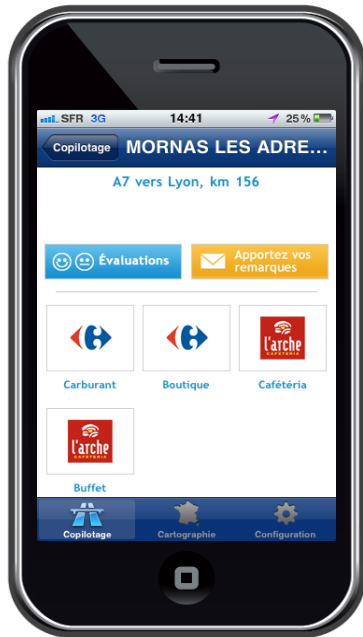 SFR 3G 14:41 25 %
Copilotage MORNAS LES ADRE...
A7 vers Lyon, km 156
Évaluations
Apportez vos
remarques
l'arche
CAFETERIA
Carburant Boutique Cafétéria
l'arche
CAFETERIA
Buffet
Copilotage Cartographie Configuration